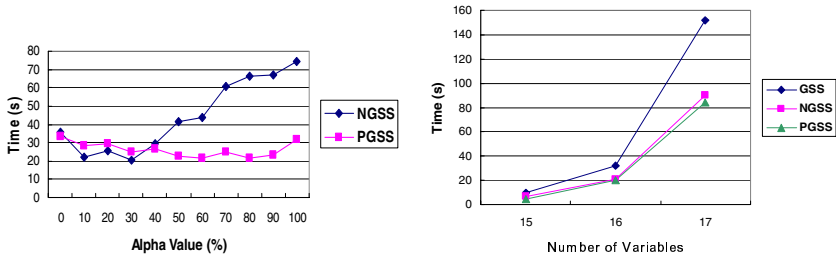 80
70
60
50
40
30
20
10
0
Time (s)
0 10 20 30 40 50 60 70 80 90 100
Alpha Value (%)
NGSS
PGSS
160
140
120
100
80
60
40
20
0
Time (s)
15 16 17
Number of Variables
GSS
NGSS
PGSS